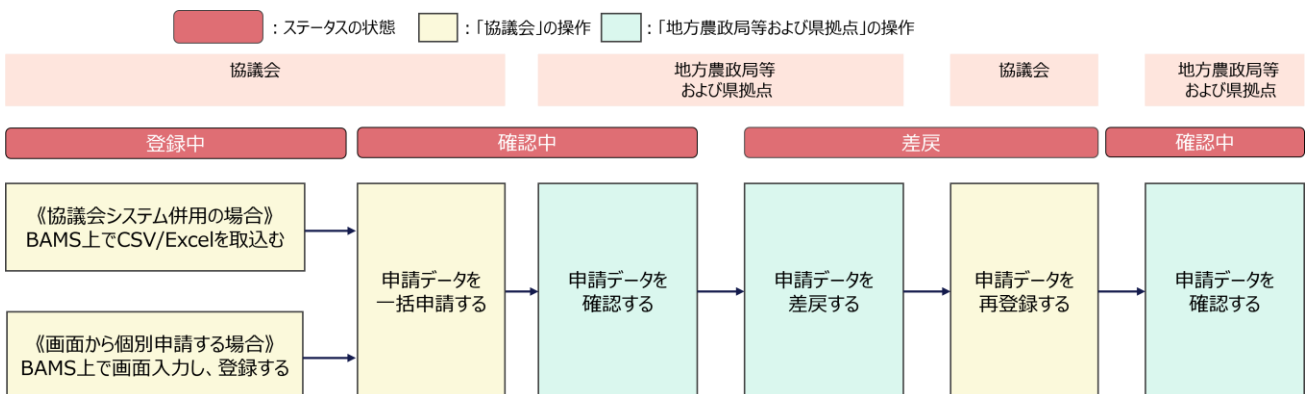 ：ステータスの状態
：「協議会」の操作
：「地方農政局等および県拠点」の操作
協議会
地方農政局等
および県拠点
協議会
地方農政局等
および県拠点
登録中
確認中
差戻
確認中
《協議会システム併用の場合》
BAMS上でCSV/Excelを取込む
《画面から個別申請する場合》
BAMS上で画面入力し、登録する
申請データを
一括申請する
申請データを
確認する
申請データを
差戻する
申請データを
再登録する
申請データを
確認する